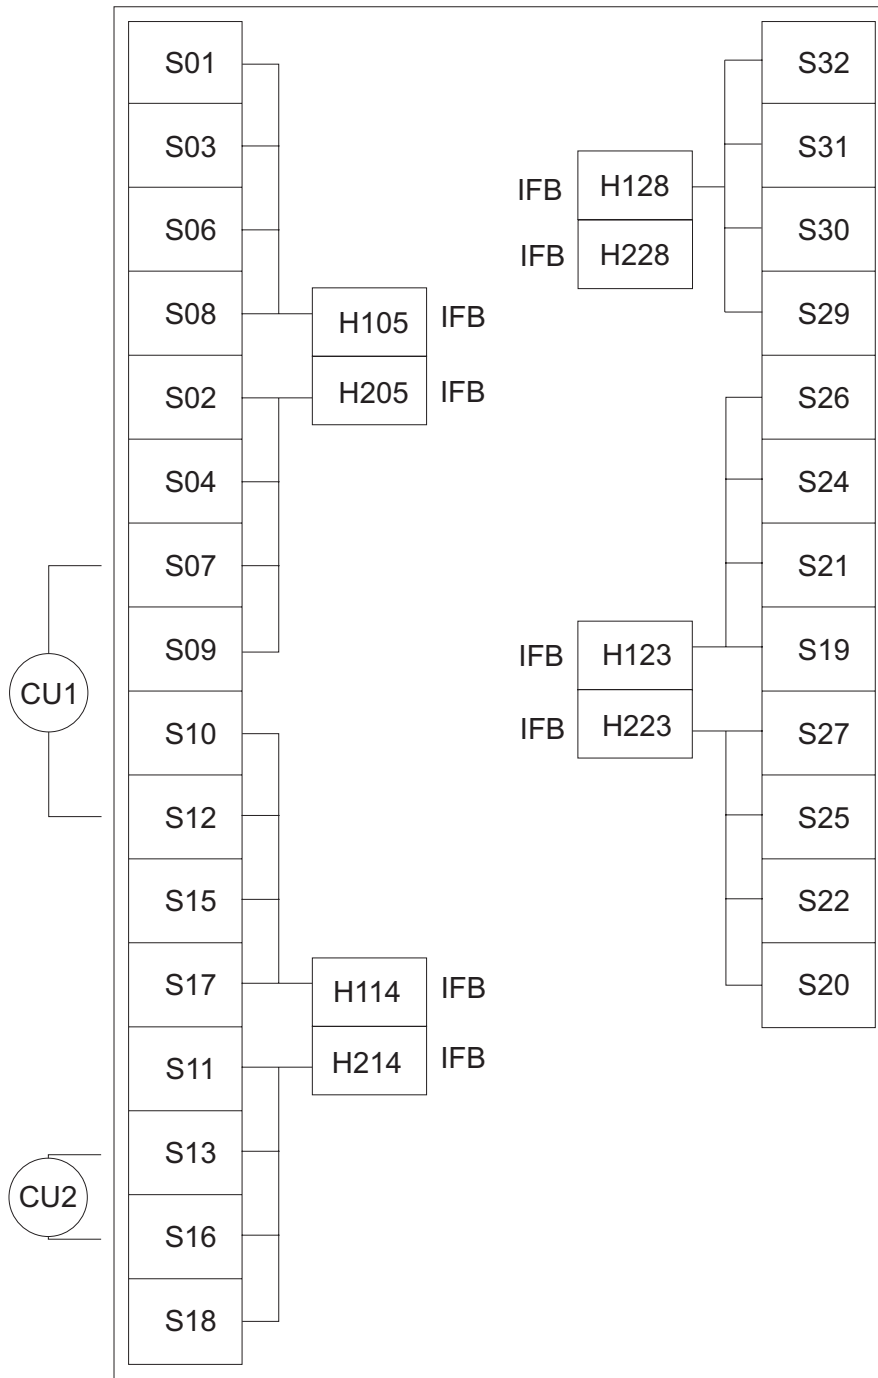 S01
S03
S06
S08
S02
S04
S07
S09
S10
S12
S15
S17
S11
S13
S16
S18
CU1
CU2
H105 IFB
H205 IFB
H114 IFB
H214 IFB
IFB H128
IFB H228
IFB H123
IFB H223
S32
S31
S30
S29
S26
S24
S21
S19
S27
S25
S22
S20